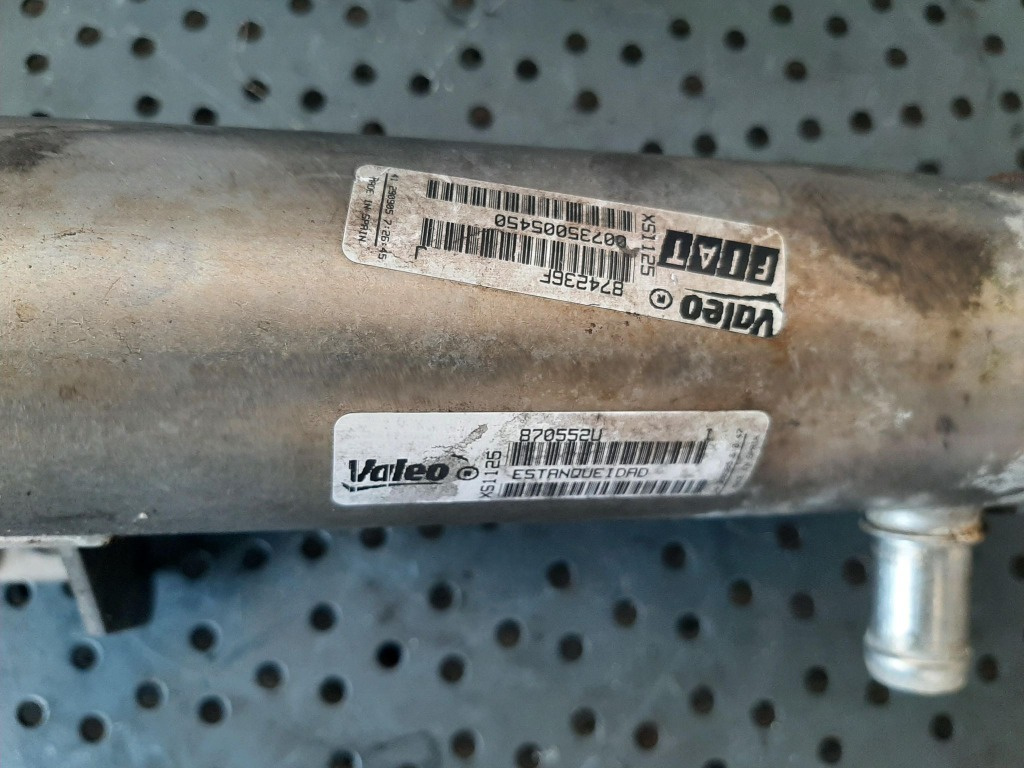 Valeo ®
FIAT
XS1125
874236F
00735005450
L
MADE IN SPAIN
Valeo ®
XS1125
870552U
ESTANQUEIDAD